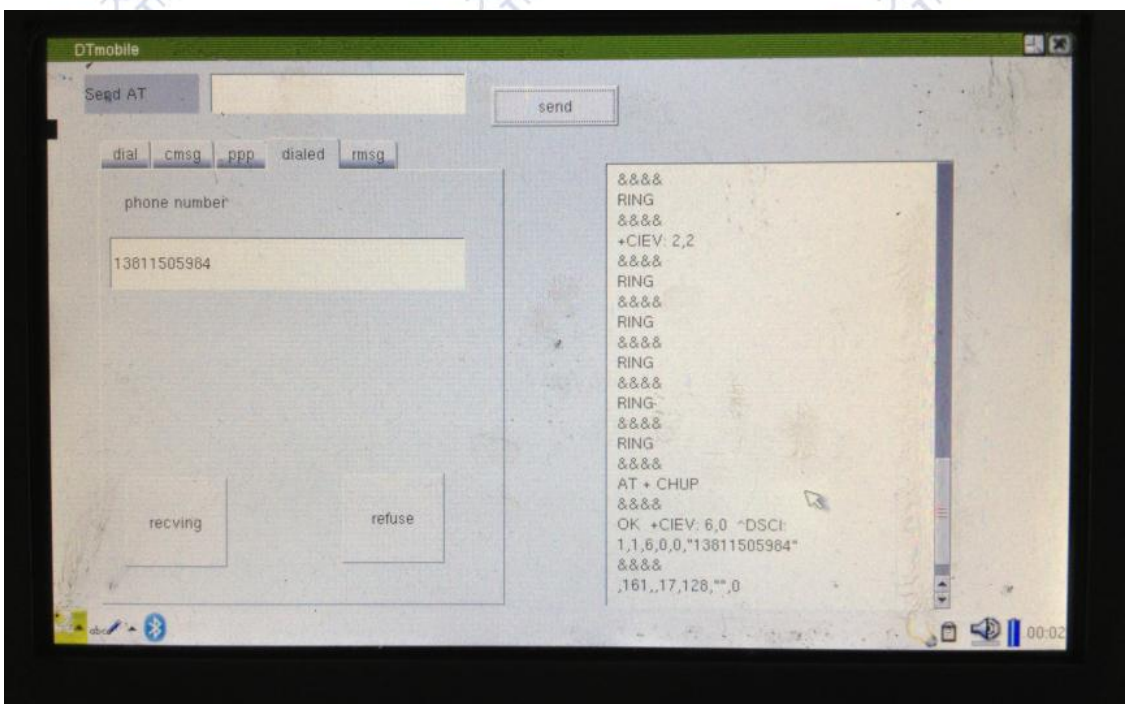 DTmobile
Send AT
send
dial cmsg ppp dialed rmsg
phone number
13811505984
recving
refuse
&&&&
RING
&&&&
+CIEV: 2,2
&&&&
RING
&&&&
RING
&&&&
RING
&&&&
RING
&&&&
RING
&&&&
AT + CHUP
&&&&
OK +CIEV: 6,0 ^DSCI:
1,1,6,0,0,"13811505984"
&&&&
,161,,17,128,"",0
abc
00:02